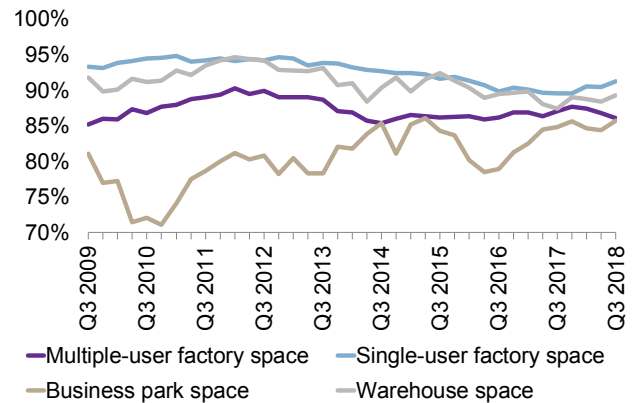 100%
95%
90%
85%
80%
75%
70%
Q3 2009
Q3 2010
Q3 2011
Q3 2012
Q3 2013
Q3 2014
Q3 2015
Q3 2016
Q3 2017
Q3 2018
Multiple-user factory space
Single-user factory space
Business park space
Warehouse space